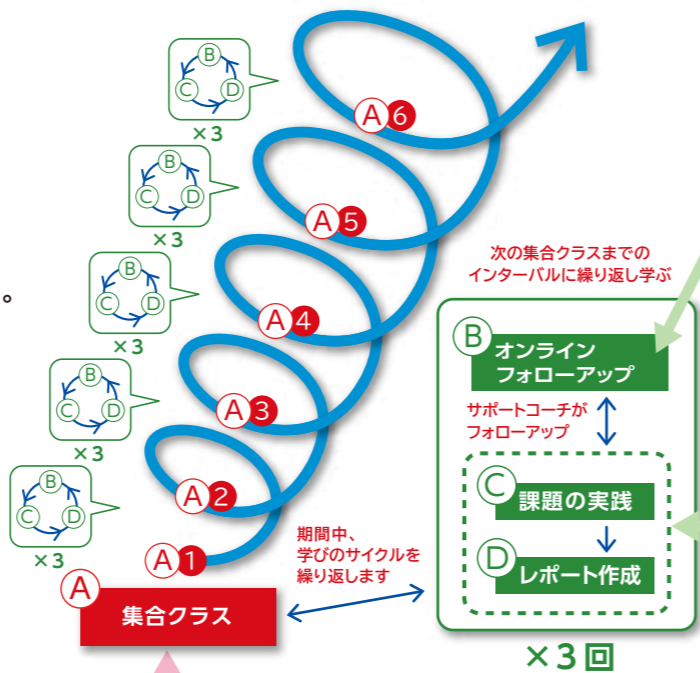 B
C D
×3
B
C D
×3
B
C D
×3
B
C D
×3
B
C D
×3
A6
A5
A4
A3
A2
A1
。
次の集合クラスまでの
インターバルに繰り返し学ぶ
B
オンライン
フォローアップ
サポートコーチが
フォローアップ
C
課題の実践
D
レポート作成
×3回
期間中、
学びのサイクルを
繰り返します
A
集合クラス